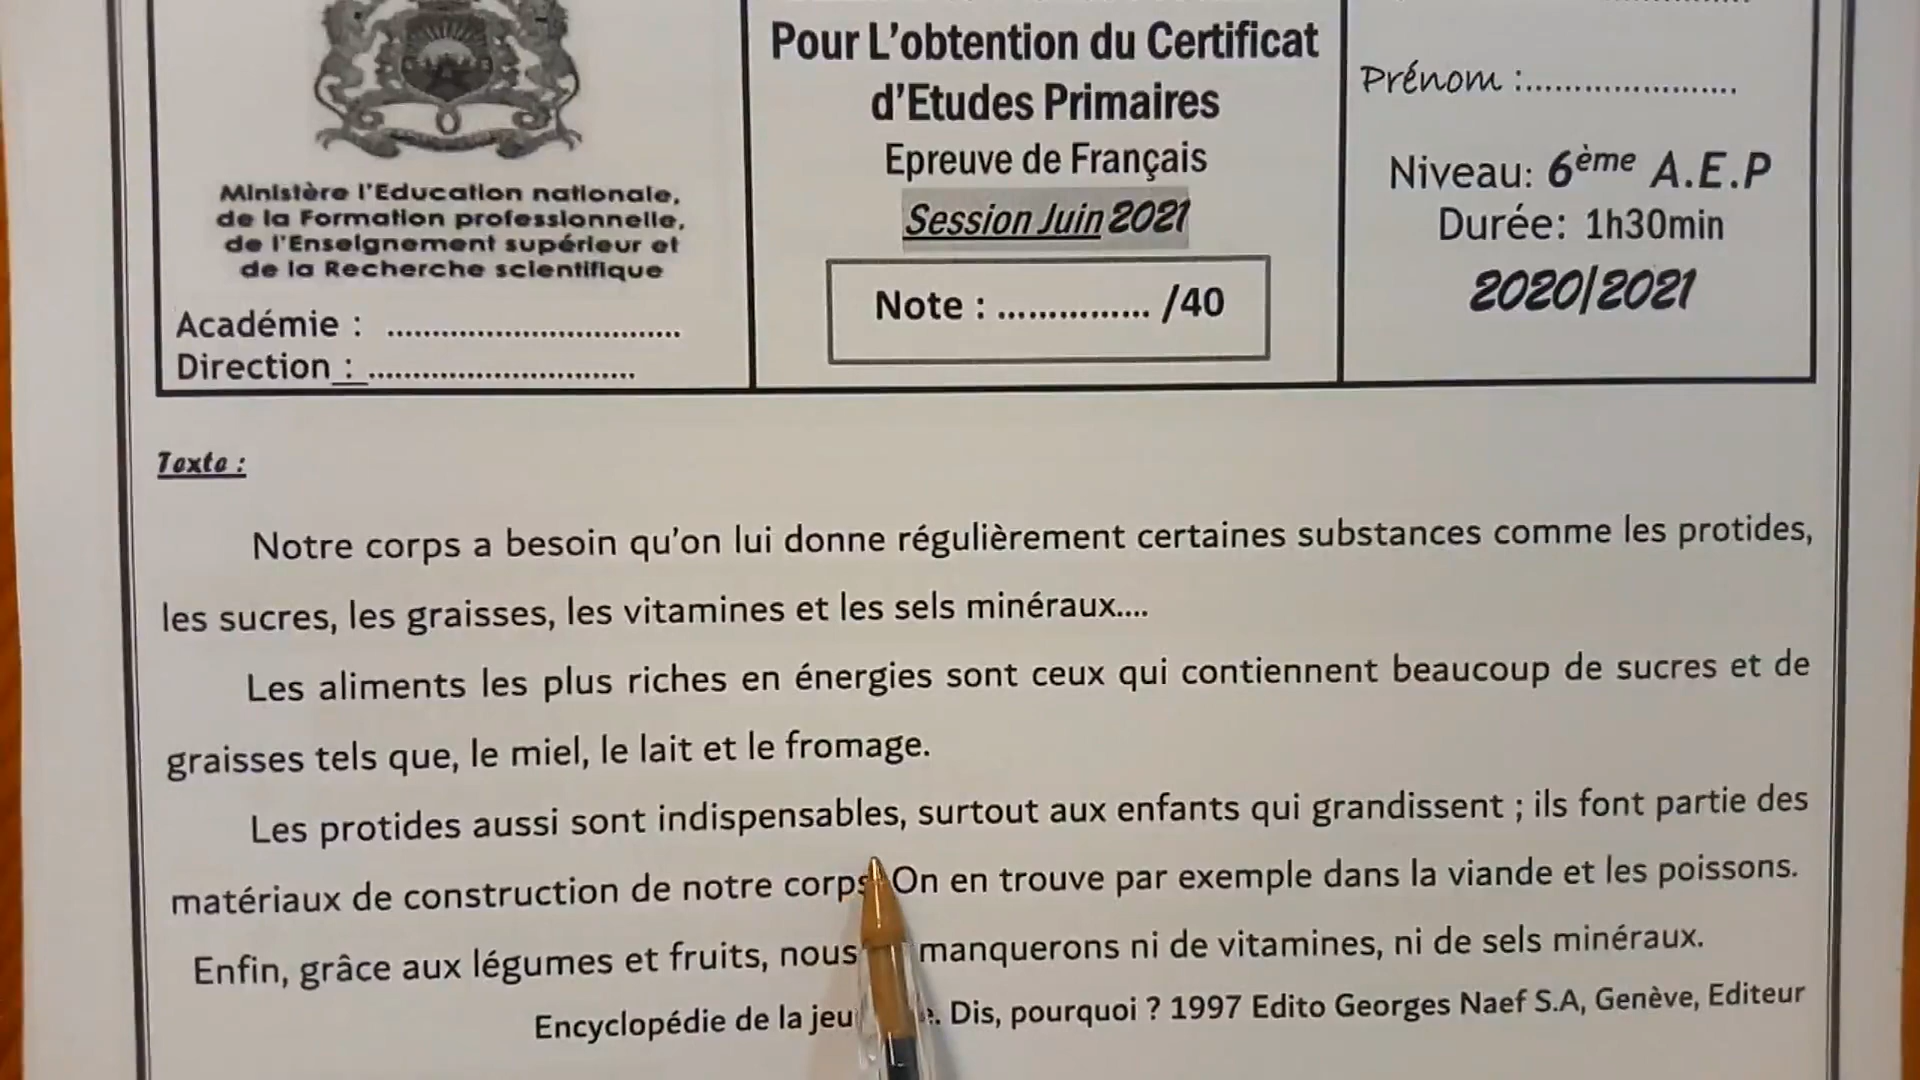 Ministère l'Education nationale,
de la Formation professionnelle,
de l'Enseignement supérieur et
de la Recherche scientifique
Académie : ................................
Direction : .............................
Pour L'obtention du Certificat
d'Etudes Primaires
Epreuve de Français
Session Juin 2021
Note : ............... /40
Prénom :......................
Niveau: 6ème A.E.P
Durée: 1h30min
2020/2021
Texte :
Notre corps a besoin qu'on lui donne régulièrement certaines substances comme les protides,
les sucres, les graisses, les vitamines et les sels minéraux....
Les aliments les plus riches en énergies sont ceux qui contiennent beaucoup de sucres et de
graisses tels que, le miel, le lait et le fromage.
Les protides aussi sont indispensables, surtout aux enfants qui grandissent ; ils font partie des
matériaux de construction de notre corps On en trouve par exemple dans la viande et les poissons.
Enfin, grâce aux légumes et fruits, nous manquerons ni de vitamines, ni de sels minéraux.
Encyclopédie de la Dis, pourquoi ? 1997 Edito Georges Naef S.A, Genève, Editeur